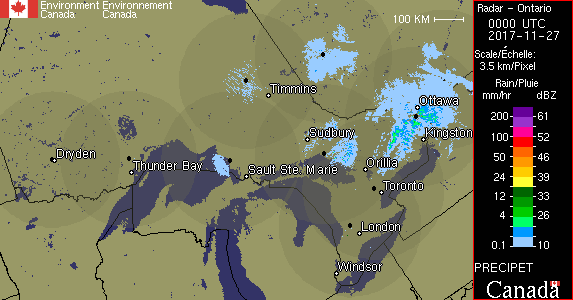 Environment Environnement
Canada Canada
100 KM
Radar - Ontario
0000 UTC
2017-11-27
Scale/Échelle:
3.5 km/Pixel
Rain/Pluie
mm/hr dBZ
200 61
100 52
50 46
24 39
12 33
4 26
0.1 10
PRECIPET
Canada
Timmins
Ottawa
Sudbury
Kingston
Dryden
Thunder Bay
Sault Ste. Marie
Orillia
Toronto
London
Windsor